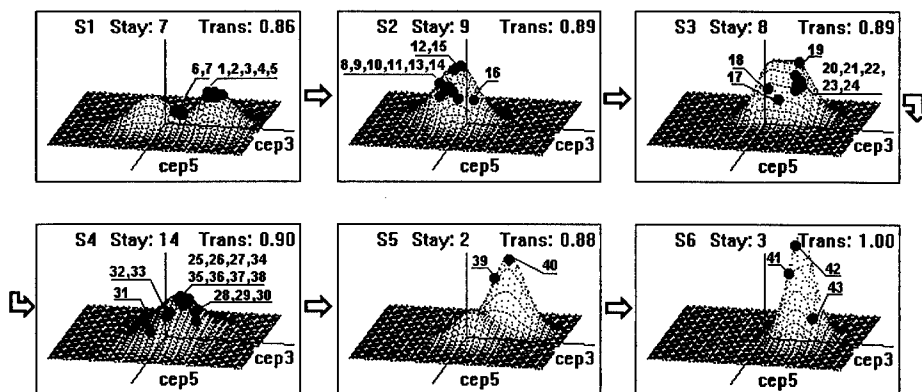 S1 Stay: 7 Trans: 0.86
6,7 1,2,3,4,5
cep3
cep5
S2 Stay: 9 Trans: 0.89
12,15
8,9,10,11,13,14
16
cep3
cep5
S3 Stay: 8 Trans: 0.89
19
18
17
20,21,22,
23,24
cep3
cep5
S4 Stay: 14 Trans: 0.90
25,26,27,34
32,33
35,36,37,38
31
28,29,30
cep3
cep5
S5 Stay: 2 Trans: 0.88
39
40
cep3
cep5
S6 Stay: 3 Trans: 1.00
41
42
43
cep3
cep5